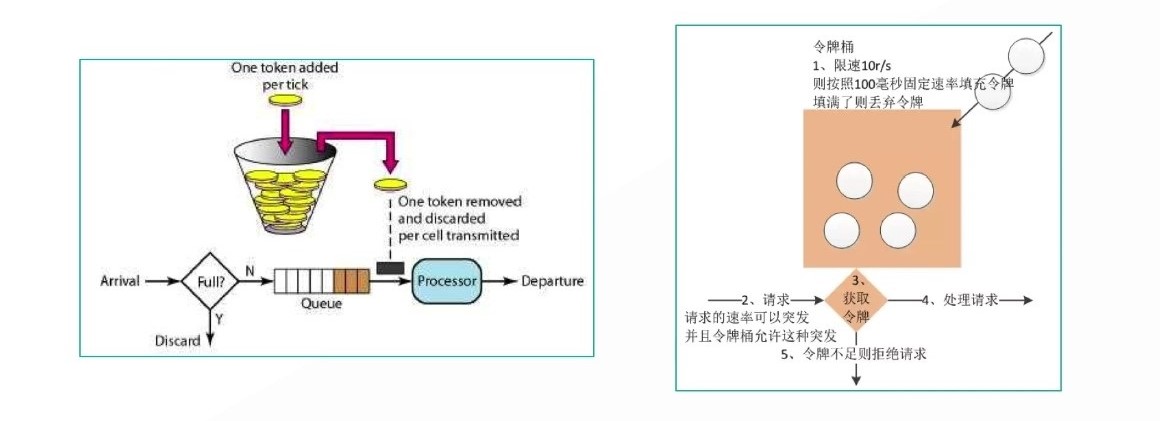 One token added
per tick
One token removed
and discarded
per cell transmitted
Arrival
Full?
N
Queue
Processor
Departure
Y
Discard
令牌桶
1、限速10r/s
则按照100毫秒固定速率填充令牌
填满了则丢弃令牌
3、
获取
令牌
2、请求
4、处理请求
请求的速率可以突发
并且令牌桶允许这种突发
5、令牌不足则拒绝请求